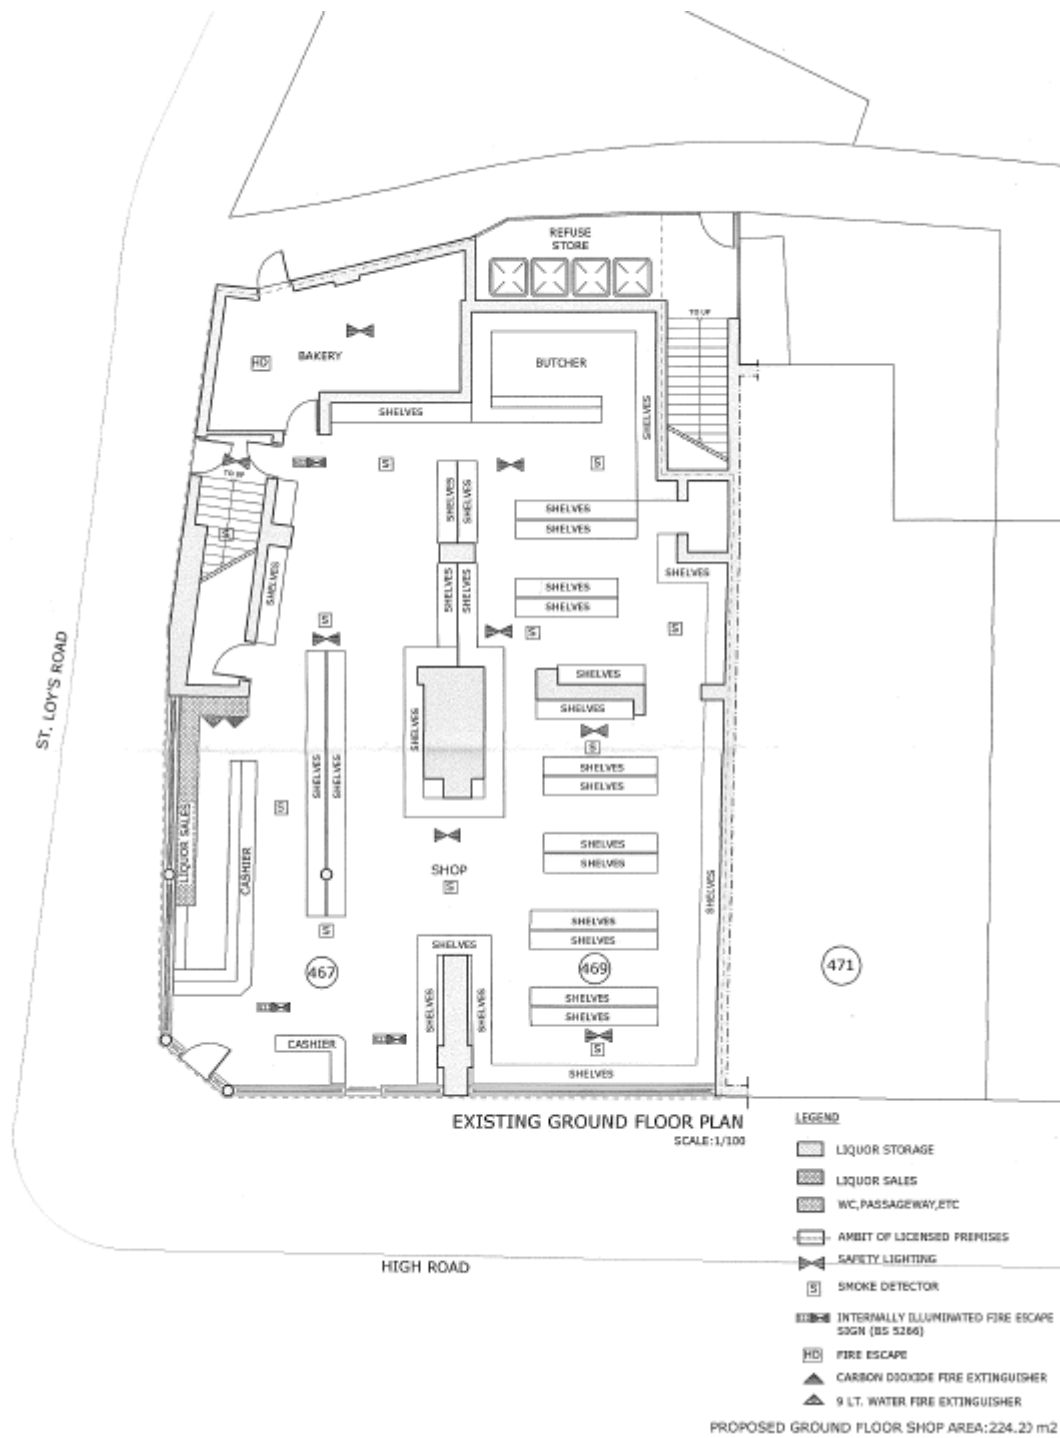 REFUSE
STORE
TO UP
BAKERY
HD
BUTCHER
SHELVES
SHELVES
S
S
TO UP
SHELVES
SHELVES
SHELVES
SHELVES
S
SHELVES
SHELVES
SHELVES
SHELVES
SHELVES
SHELVES
S
S
S
ST. LOY'S ROAD
SHELVES
SHELVES
SHELVES
S
SHELVES
SHELVES
SHELVES
SHELVES
S
LIQUOR SALES
CASHIER
SHELVES
SHELVES
SHOP
S
SHELVES
S
SHELVES
SHELVES
SHELVES
467
469
471
SHELVES
SHELVES
SHELVES
SHELVES
CASHIER
S
SHELVES
EXISTING GROUND FLOOR PLAN
SCALE:1/100
HIGH ROAD
LEGEND
LIQUOR STORAGE
LIQUOR SALES
WC,PASSAGEWAY,ETC
AMBIT OF LICENSED PREMISES
SAFETY LIGHTING
S SMOKE DETECTOR
INTERNALLY ILLUMINATED FIRE ESCAPE
SIGN (BS 5266)
HD FIRE ESCAPE
CARBON DIOXIDE FIRE EXTINGUISHER
9 LT. WATER FIRE EXTINGUISHER
PROPOSED GROUND FLOOR SHOP AREA:224.20 m2